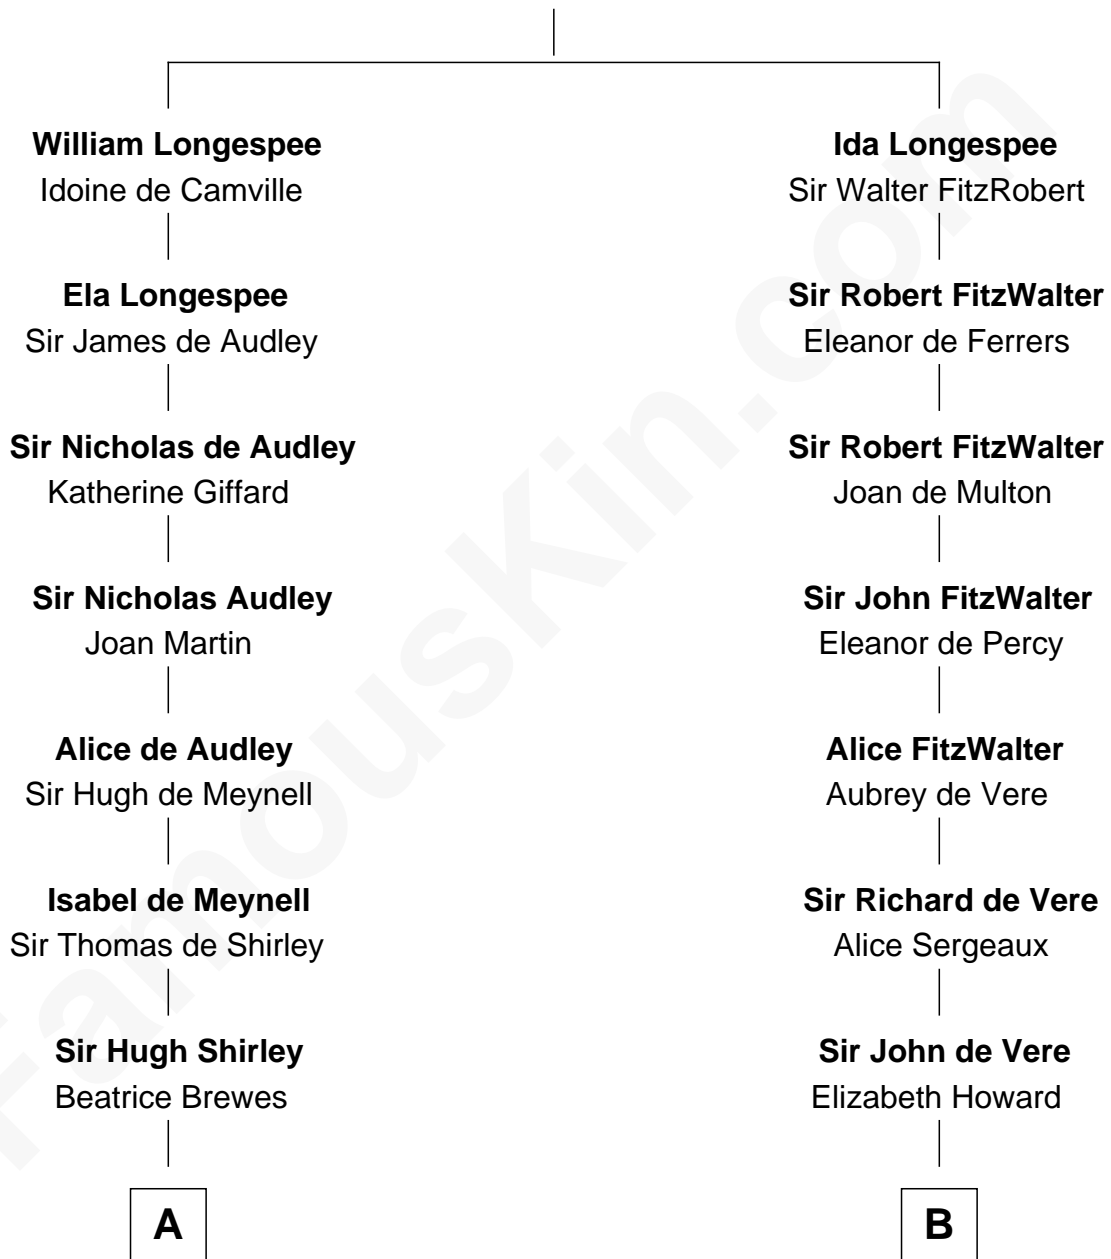 William Longespee
Idoine de Camville
Ela Longespee
Sir James de Audley
Sir Nicholas de Audley
Katherine Giffard
Sir Nicholas Audley
Joan Martin
Alice de Audley
Sir Hugh de Meynell
Isabel de Meynell
Sir Thomas de Shirley
Sir Hugh Shirley
Beatrice Brewes
A
Ida Longespee
Sir Walter FitzRobert
Sir Robert FitzWalter
Eleanor de Ferrers
Sir Robert FitzWalter
Joan de Multon
Sir John FitzWalter
Eleanor de Percy
Alice FitzWalter
Aubrey de Vere
Sir Richard de Vere
Alice Sergeaux
Sir John de Vere
Elizabeth Howard
B
FamousKin.com